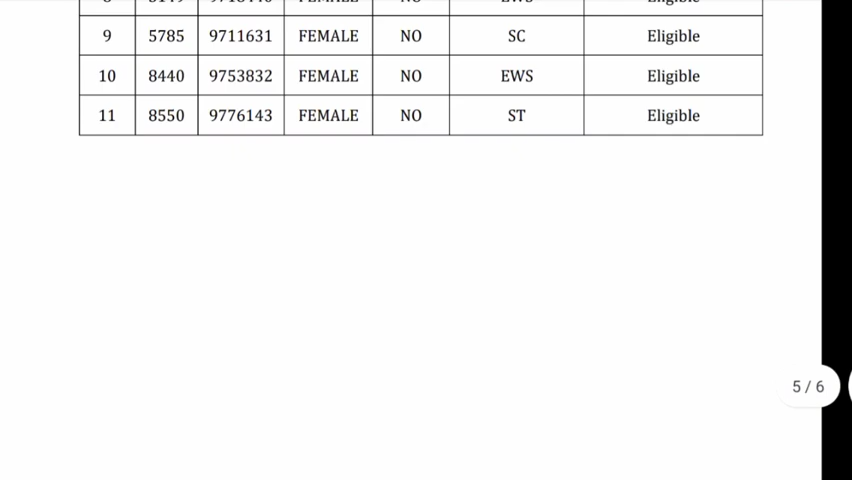 9 5785 9711631 FEMALE NO SC Eligible
10 8440 9753832 FEMALE NO EWS Eligible
11 8550 9776143 FEMALE NO ST Eligible
5 / 6